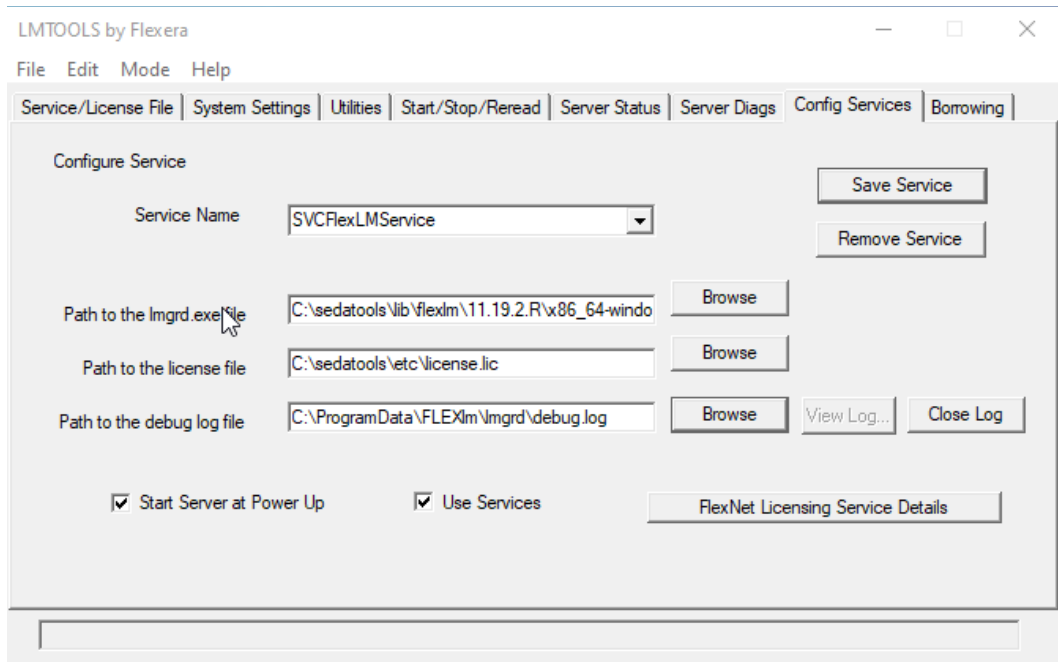 LMTOOLS by Flexera
File Edit Mode Help
Service/License File System Settings Utilities Start/Stop/Reread Server Status Server Diags Config Services Borrowing
Configure Service
Save Service
Service Name SVCFlexLMService
Remove Service
Path to the lmgrd.exe file C:\sedatools\lib\flexlm\11.19.2.R\x86_64-windo Browse
Path to the license file C:\sedatools\etc\license.lic Browse
Path to the debug log file C:\ProgramData\FLEXlm\lmgrd\debug.log Browse View Log... Close Log
Start Server at Power Up Use Services FlexNet Licensing Service Details